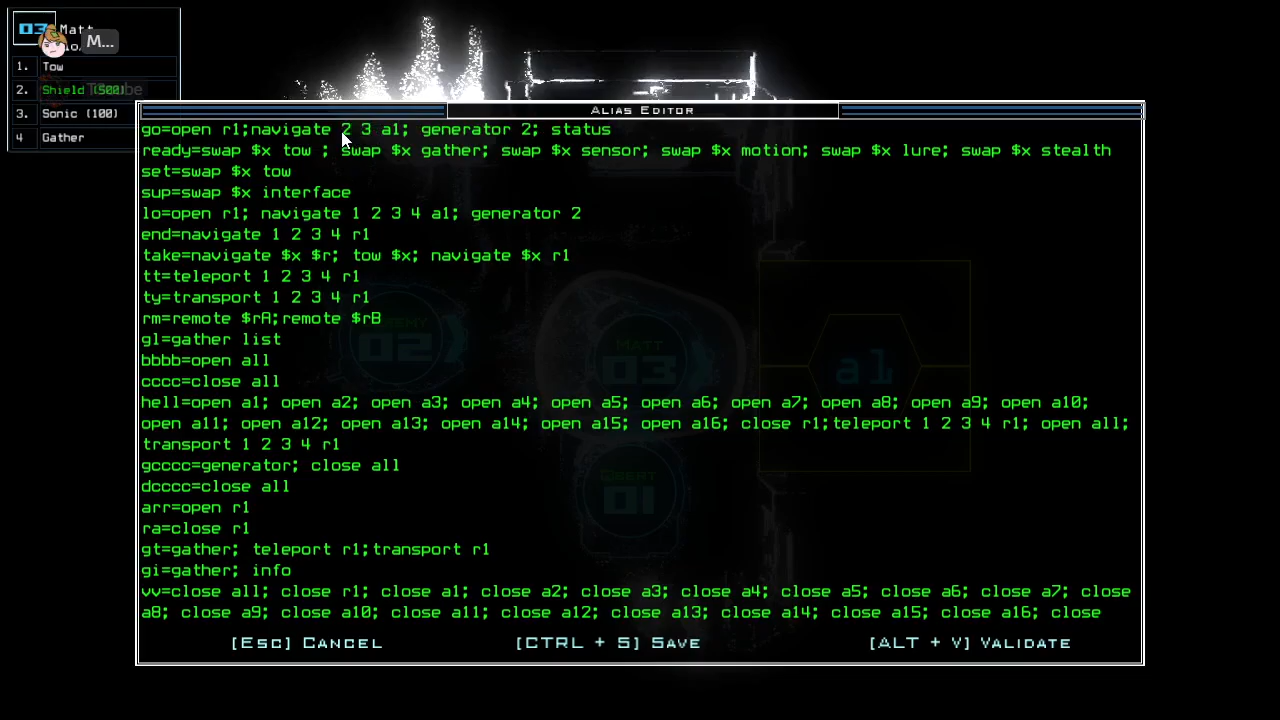 03 Matt
M...
1. Tow
2. Shield (500)
3. Sonic (100)
4 Gather
Alias Editor
go=open r1;navigate 2 3 a1; generator 2; status
ready=swap $x tow ; swap $x gather; swap $x sensor; swap $x motion; swap $x lure; swap $x stealth
set=swap $x tow
sup=swap $x interface
lo=open r1; navigate 1 2 3 4 a1; generator 2
end=navigate 1 2 3 4 r1
take=navigate $x $r; tow $x; navigate $x r1
tt=teleport 1 2 3 4 r1
ty=transport 1 2 3 4 r1
rm=remote $rA;remote $rB
gl=gather list
bbbb=open all
cccc=close all
hell=open a1; open a2; open a3; open a4; open a5; open a6; open a7; open a8; open a9; open a10;
open a11; open a12; open a13; open a14; open a15; open a16; close r1;teleport 1 2 3 4 r1; open all;
transport 1 2 3 4 r1
gcccc=generator; close all
dcccc=close all
arr=open r1
ra=close r1
gt=gather; teleport r1;transport r1
gi=gather; info
vv=close all; close r1; close a1; close a2; close a3; close a4; close a5; close a6; close a7; close
a8; close a9; close a10; close a11; close a12; close a13; close a14; close a15; close a16; close
[Esc] Cancel [CTRL + S] Save [ALT + V] Validate
02
Matt
03
a1
01